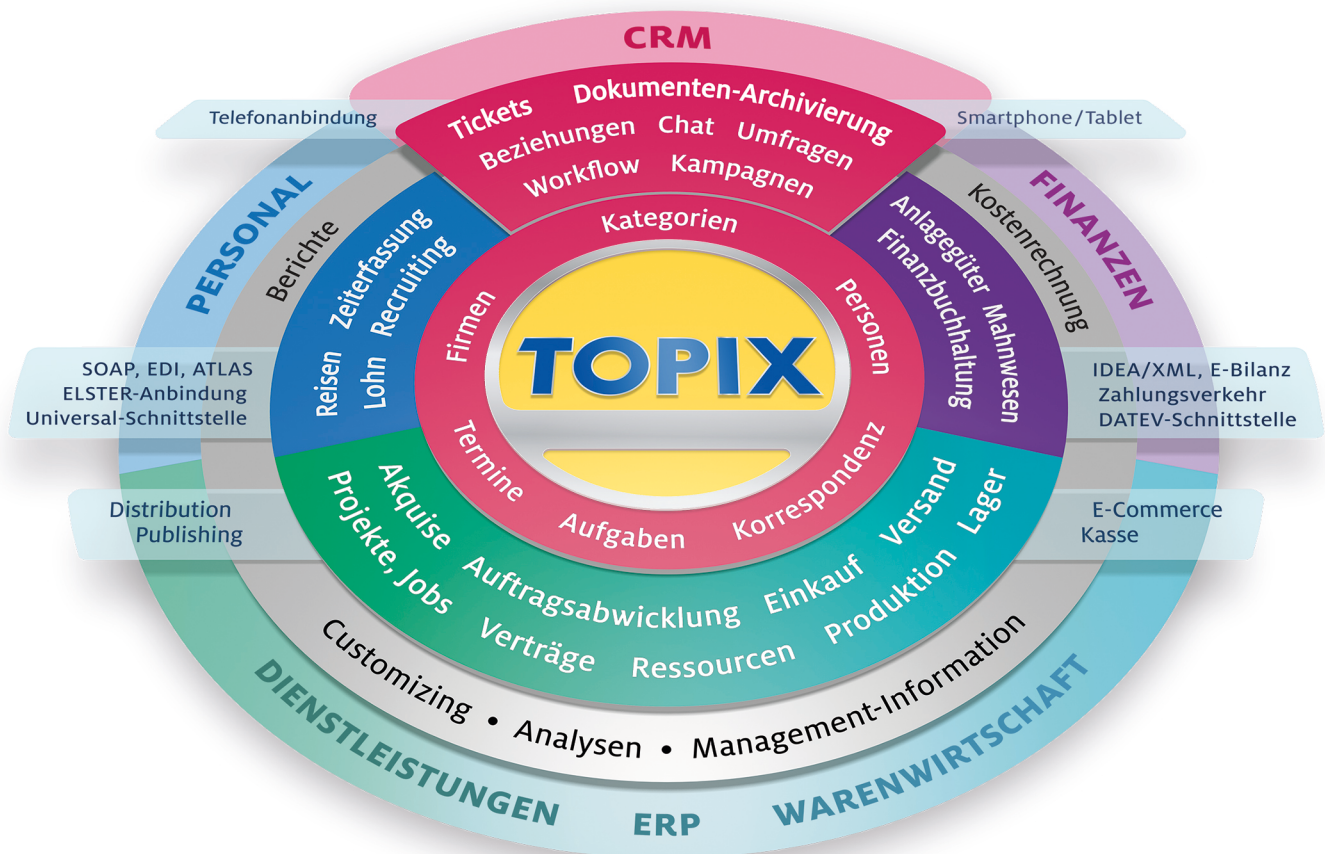 CRM
Tickets
Dokumenten-Archivierung
Beziehungen
Chat
Umfragen
Workflow
Kampagnen
Telefonanbindung
Smartphone/Tablet
PERSONAL
Berichte
Zeiterfassung
Recruiting
Reisen
Lohn
FINANZEN
Kostenrechnung
Anlagegüter
Finanzbuchhaltung
Mahnwesen
Kategorien
Firmen
Personen
TOPIX
Termine
Aufgaben
Korrespondenz
SOAP, EDI, ATLAS
ELSTER-Anbindung
Universal-Schnittstelle
IDEA/XML, E-Bilanz
Zahlungsverkehr
DATEV-Schnittstelle
Distribution
Publishing
E-Commerce
Kasse
Akquise
Projekte, Jobs
Auftragsabwicklung
Verträge
Ressourcen
Einkauf
Versand
Produktion
Lager
Customizing • Analysen • Management-Information
DIENSTLEISTUNGEN
ERP
WARENWIRTSCHAFT